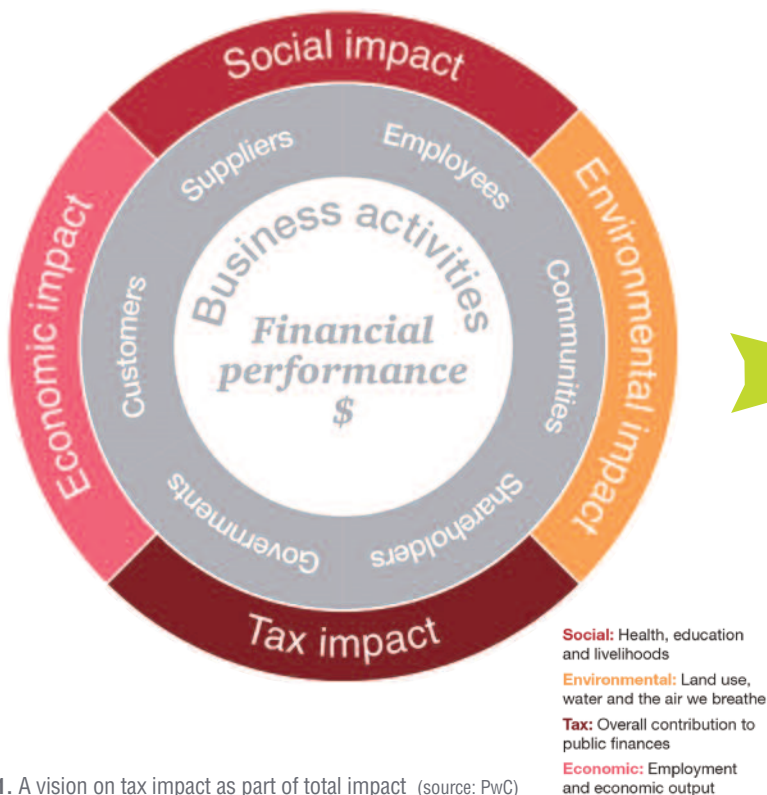 Social impact
Environmental impact
Tax impact
Economic impact
Suppliers
Employees
Communities
Shareholders
Governments
Customers
Business activities
Financial
performance
$
Social: Health, education
and livelihoods
Environmental: Land use,
water and the air we breathe
Tax: Overall contribution to
public finances
Economic: Employment
and economic output
1. A vision on tax impact as part of total impact (source: PwC)